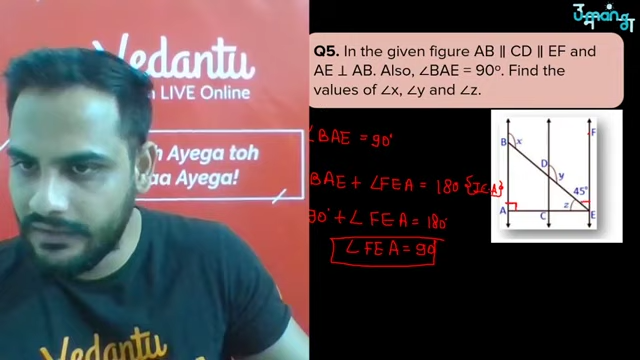 उमंग
Vedantu
n LIVE Online
h Ayega toh
aa Ayega!
Vedantu
Q5. In the given figure AB ∥ CD ∥ EF and
AE ⊥ AB. Also, ∠BAE = 90º. Find the
values of ∠x, ∠y and ∠z.
∠BAE = 90°
BAE + ∠FEA = 180 {I.C.A}
90° + ∠ FEA = 180°
∠ FEA = 90
F
B x
D
y
45°
A C z E